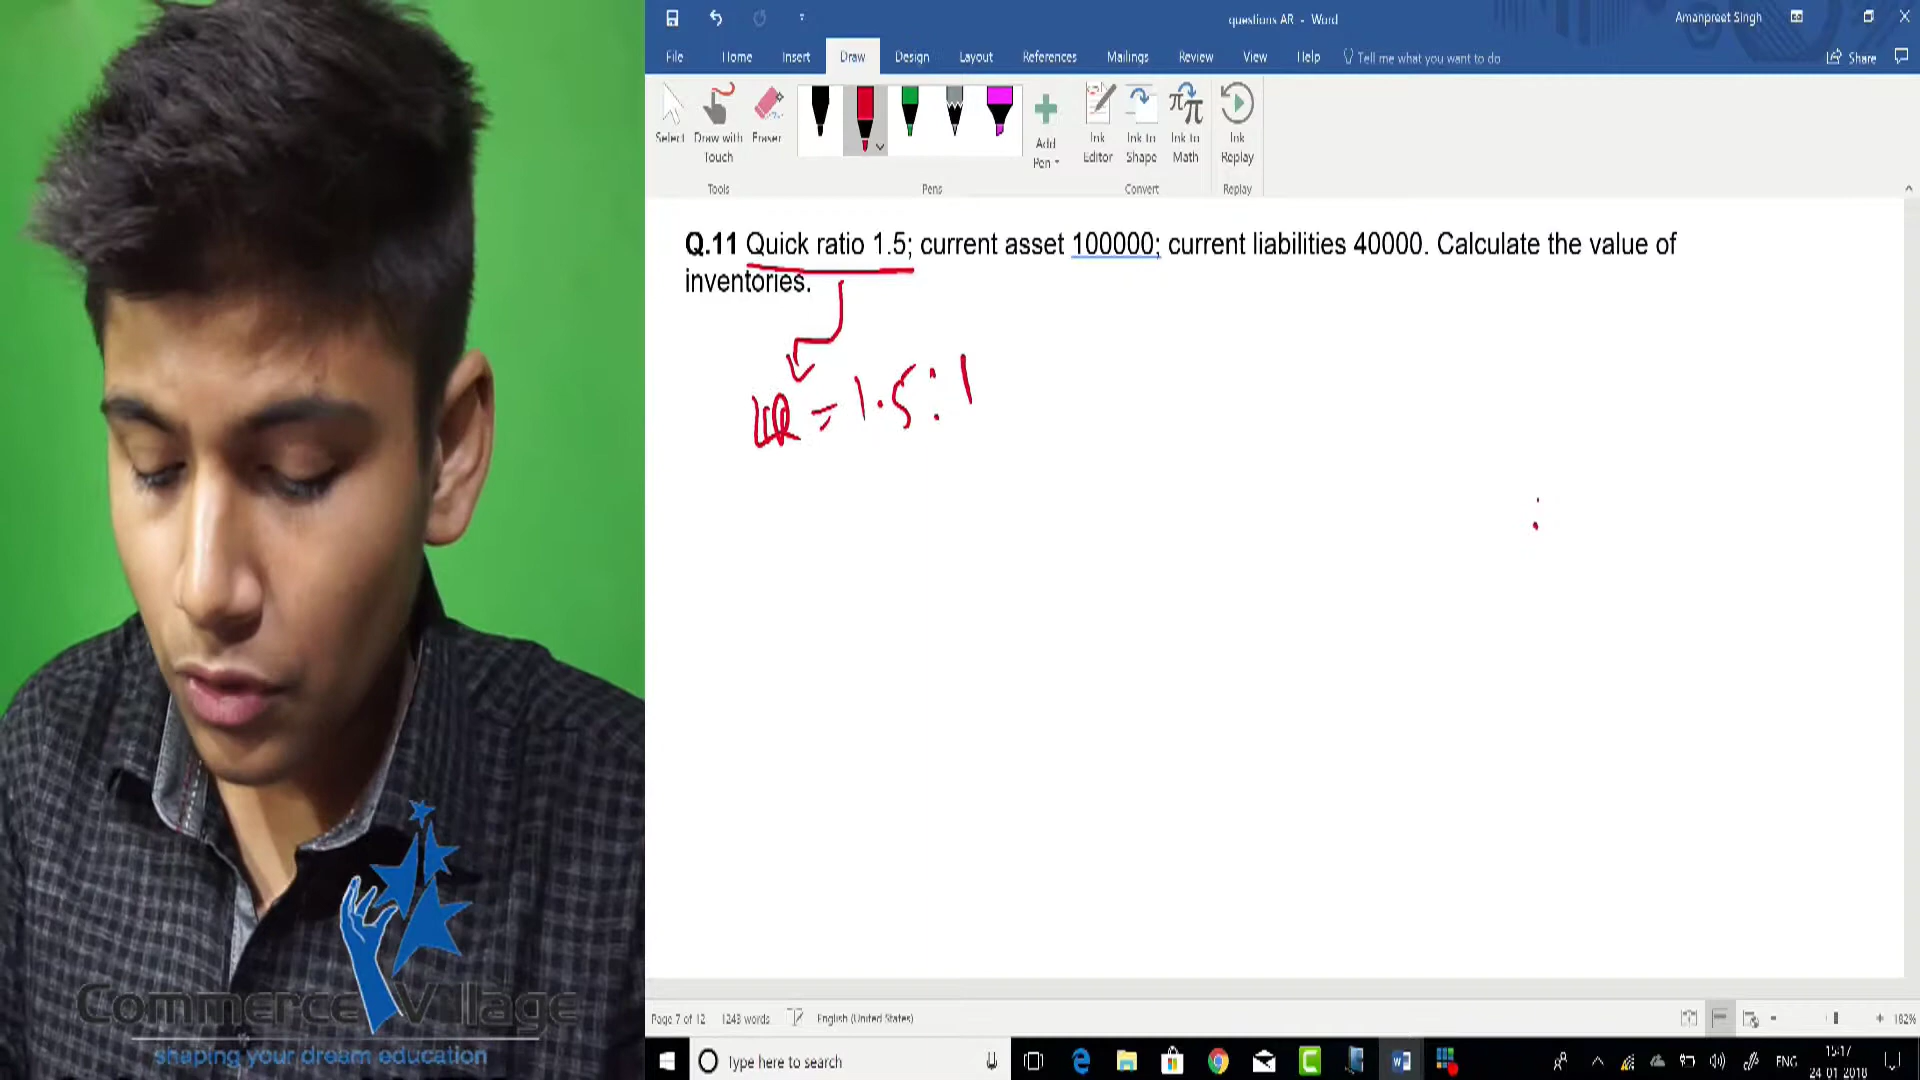 questions AR - Word
Amanpreet Singh
File Home Insert Draw Design Layout References Mailings Review View Help Tell me what you want to do Share
Select Draw with Touch Eraser Add Pen Ink Editor Ink to Shape Ink to Math Ink Replay
Tools Pens Convert Replay
Q.11 Quick ratio 1.5; current asset 100000; current liabilities 40000. Calculate the value of
inventories.
= 1.5 : 1
:
Commerce Village
shaping your dream education
Page 7 of 12 1243 words English (United States) 182%
Type here to search
ENG
15:17
24-01-2018